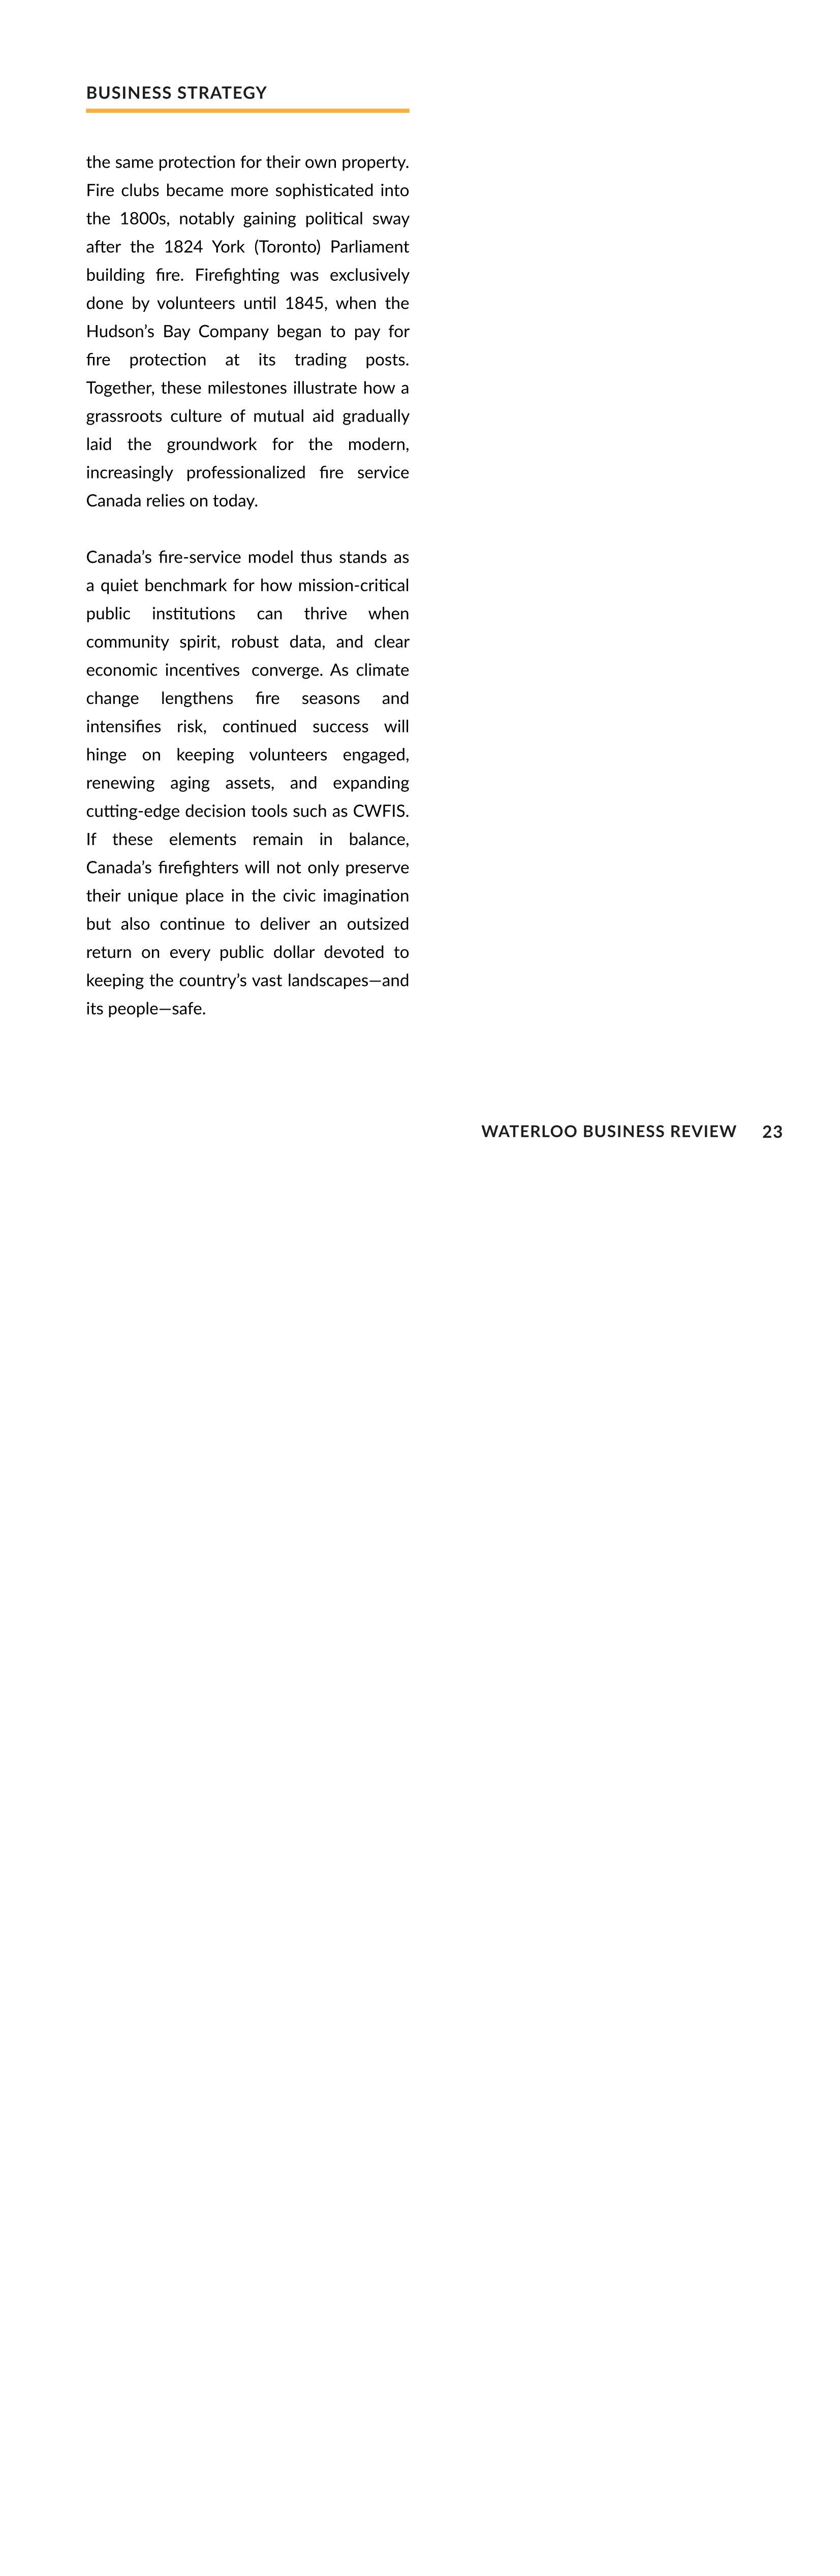 BUSINESS STRATEGY
the same protection for their own property.
Fire clubs became more sophisticated into
the 1800s, notably gaining political sway
after the 1824 York (Toronto) Parliament
building fire. Firefighting was exclusively
done by volunteers until 1845, when the
Hudson’s Bay Company began to pay for
fire protection at its trading posts.
Together, these milestones illustrate how a
grassroots culture of mutual aid gradually
laid the groundwork for the modern,
increasingly professionalized fire service
Canada relies on today.
Canada’s fire-service model thus stands as
a quiet benchmark for how mission-critical
public institutions can thrive when
community spirit, robust data, and clear
economic incentives converge. As climate
change lengthens fire seasons and
intensifies risk, continued success will
hinge on keeping volunteers engaged,
renewing aging assets, and expanding
cutting-edge decision tools such as CWFIS.
If these elements remain in balance,
Canada’s firefighters will not only preserve
their unique place in the civic imagination
but also continue to deliver an outsized
return on every public dollar devoted to
keeping the country’s vast landscapes—and
its people—safe.
WATERLOO BUSINESS REVIEW 23